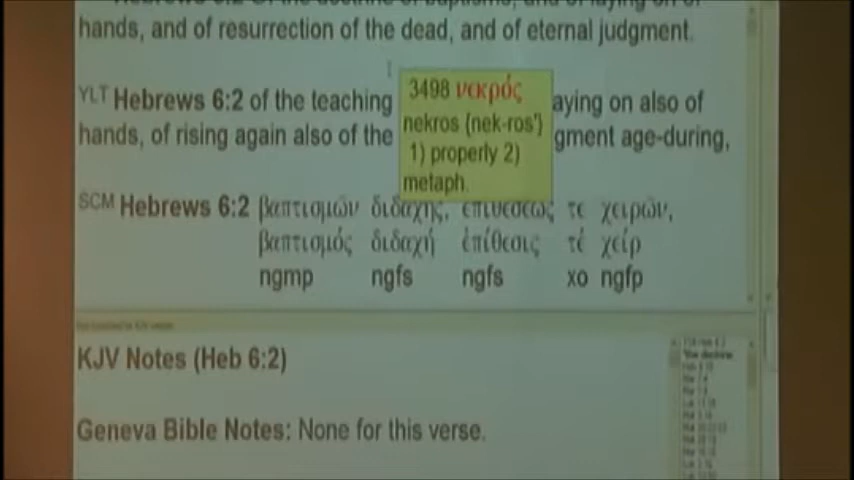 hands, and of resurrection of the dead, and of eternal judgment.
YLT Hebrews 6:2 of the teaching aying on also of
hands, of rising again also of the gment age-during,
3498 νεκρός
nekros {nek-ros'}
1) properly 2)
metaph.
SCM Hebrews 6:2 βαπτισμῶν διδαχῆς, ἐπιθέσεώς τε χειρῶν,
βαπτισμός διδαχή ἐπίθεσις τέ χείρ
ngmp ngfs ngfs xo ngfp
KJV Notes (Heb 6:2)
Geneva Bible Notes: None for this verse.